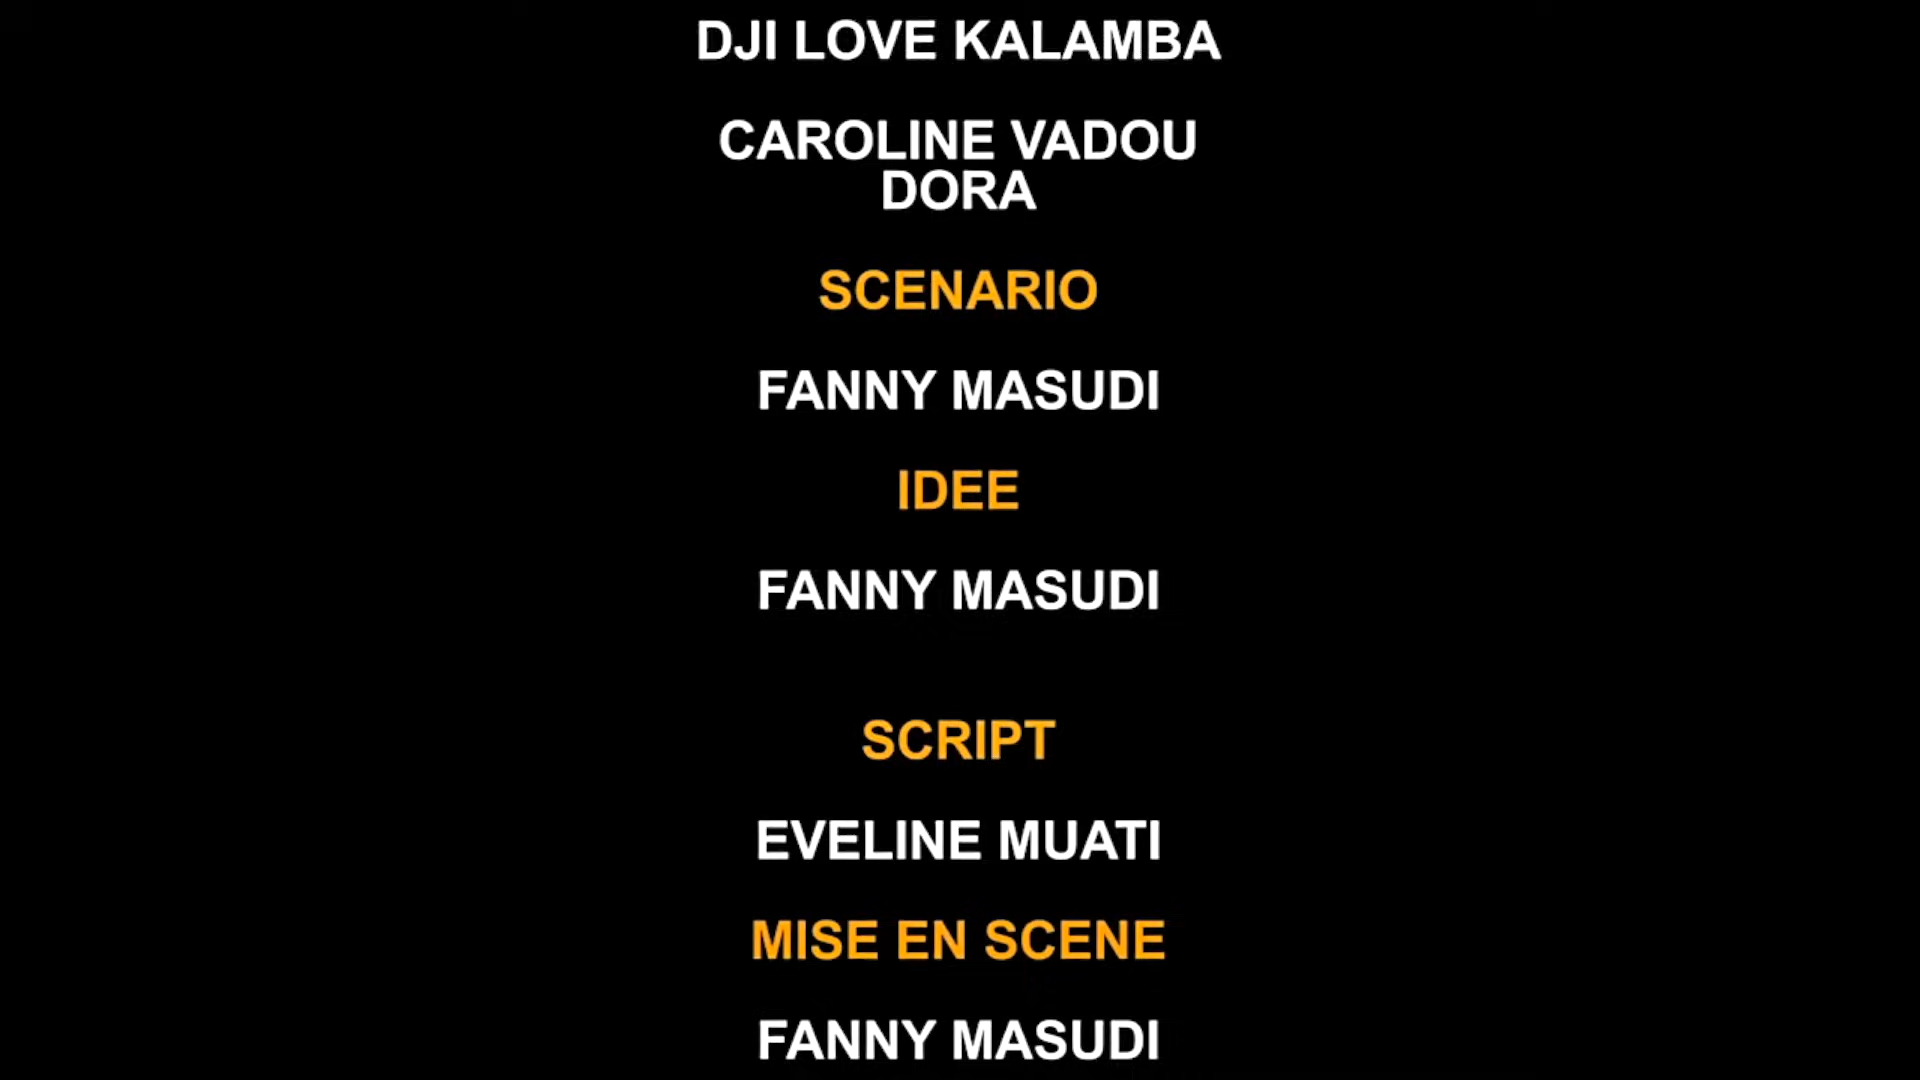 DJI LOVE KALAMBA
CAROLINE VADOU
DORA
SCENARIO
FANNY MASUDI
IDEE
FANNY MASUDI
SCRIPT
EVELINE MUATI
MISE EN SCENE
FANNY MASUDI